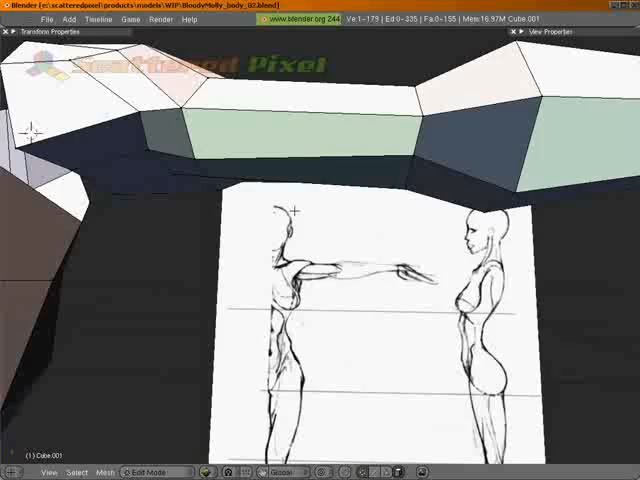 Blender [e:\scatteredpixel\products\models\WIP\BloodyMolly_body_02.blend]
File Add Timeline Game Render Help www.blender.org 244 Ve:1-179 | Ed:0-335 | Fa:0-155 | Mem:16.97M Cube.001
Transform Properties View Properties
Scattered Pixel
(1) Cube.001
View Select Mesh Edit Mode Global